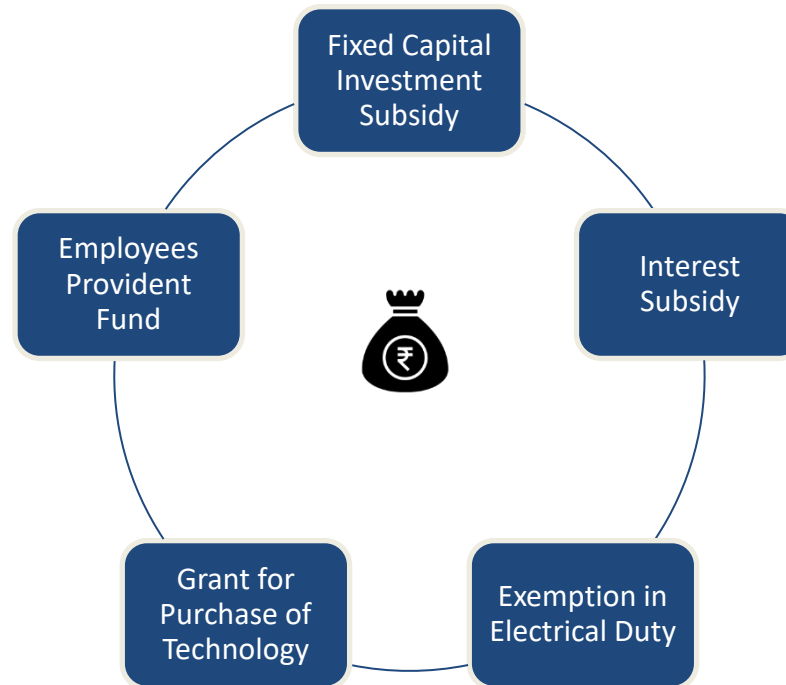 Fixed Capital
Investment
Subsidy
Employees
Provident
Fund
Interest
Subsidy
₹
Grant for
Purchase of
Technology
Exemption in
Electrical Duty